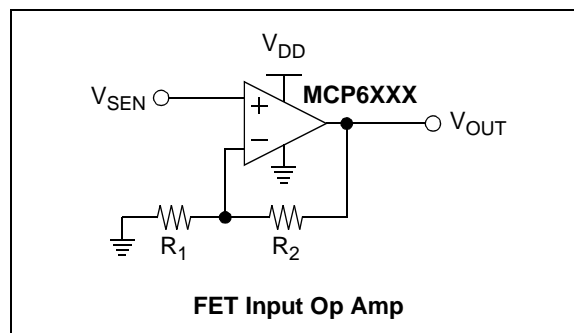 V_DD
MCP6XXX
V_SEN
+
−
V_OUT
R_1
R_2
FET Input Op Amp